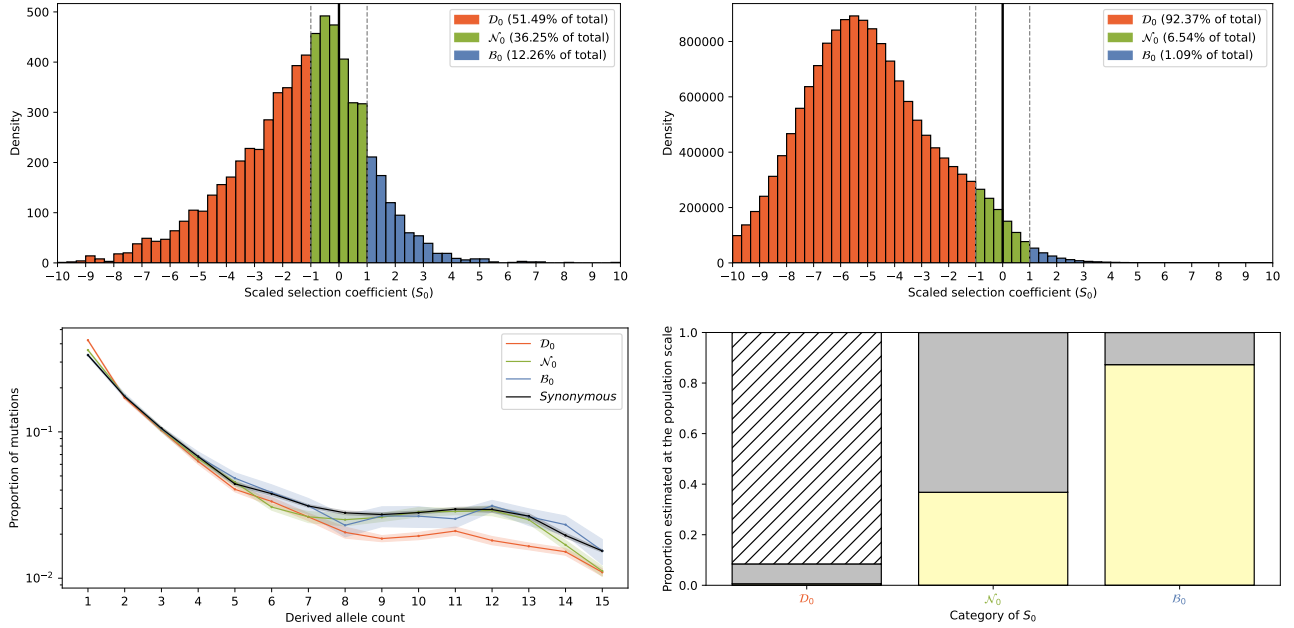 𝒟₀ (51.49% of total)
𝒩₀ (36.25% of total)
ℬ₀ (12.26% of total)
Density
500
400
300
200
100
0
−10 −9 −8 −7 −6 −5 −4 −3 −2 −1 0 1 2 3 4 5 6 7 8 9 10
Scaled selection coefficient (S₀)
𝒟₀ (92.37% of total)
𝒩₀ (6.54% of total)
ℬ₀ (1.09% of total)
Density
800000
600000
400000
200000
0
−10 −9 −8 −7 −6 −5 −4 −3 −2 −1 0 1 2 3 4 5 6 7 8 9 10
Scaled selection coefficient (S₀)
𝒟₀
𝒩₀
ℬ₀
Synonymous
Proportion of mutations
10⁻¹
10⁻²
1 2 3 4 5 6 7 8 9 10 11 12 13 14 15
Derived allele count
Proportion estimated at the population scale
1.0
0.8
0.6
0.4
0.2
0.0
𝒟₀ 𝒩₀ ℬ₀
Category of S₀